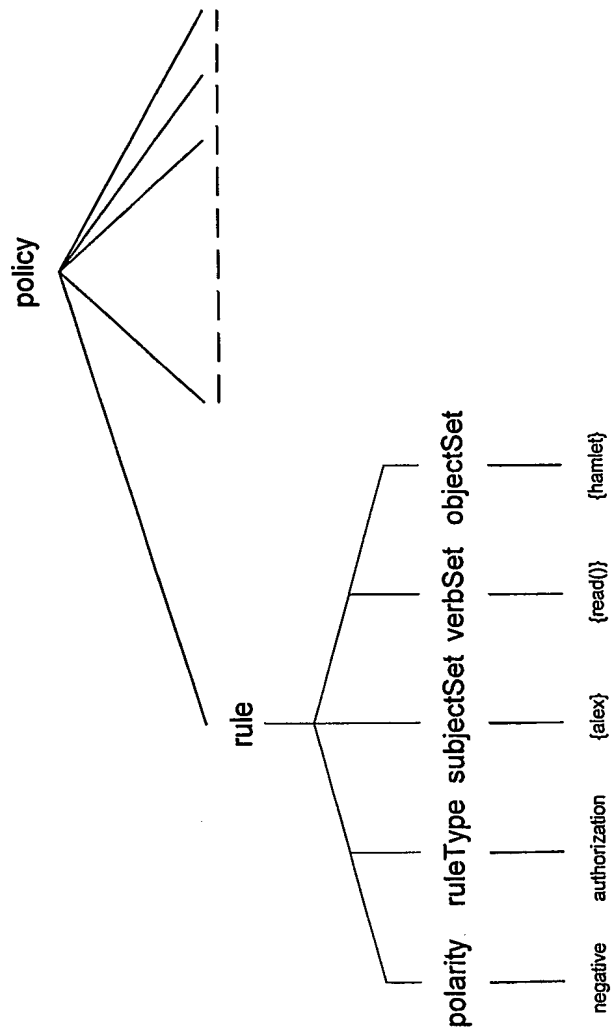 policy
rule
polarity ruleType subjectSet verbSet objectSet
negative authorization {alex} {read()} {hamlet}